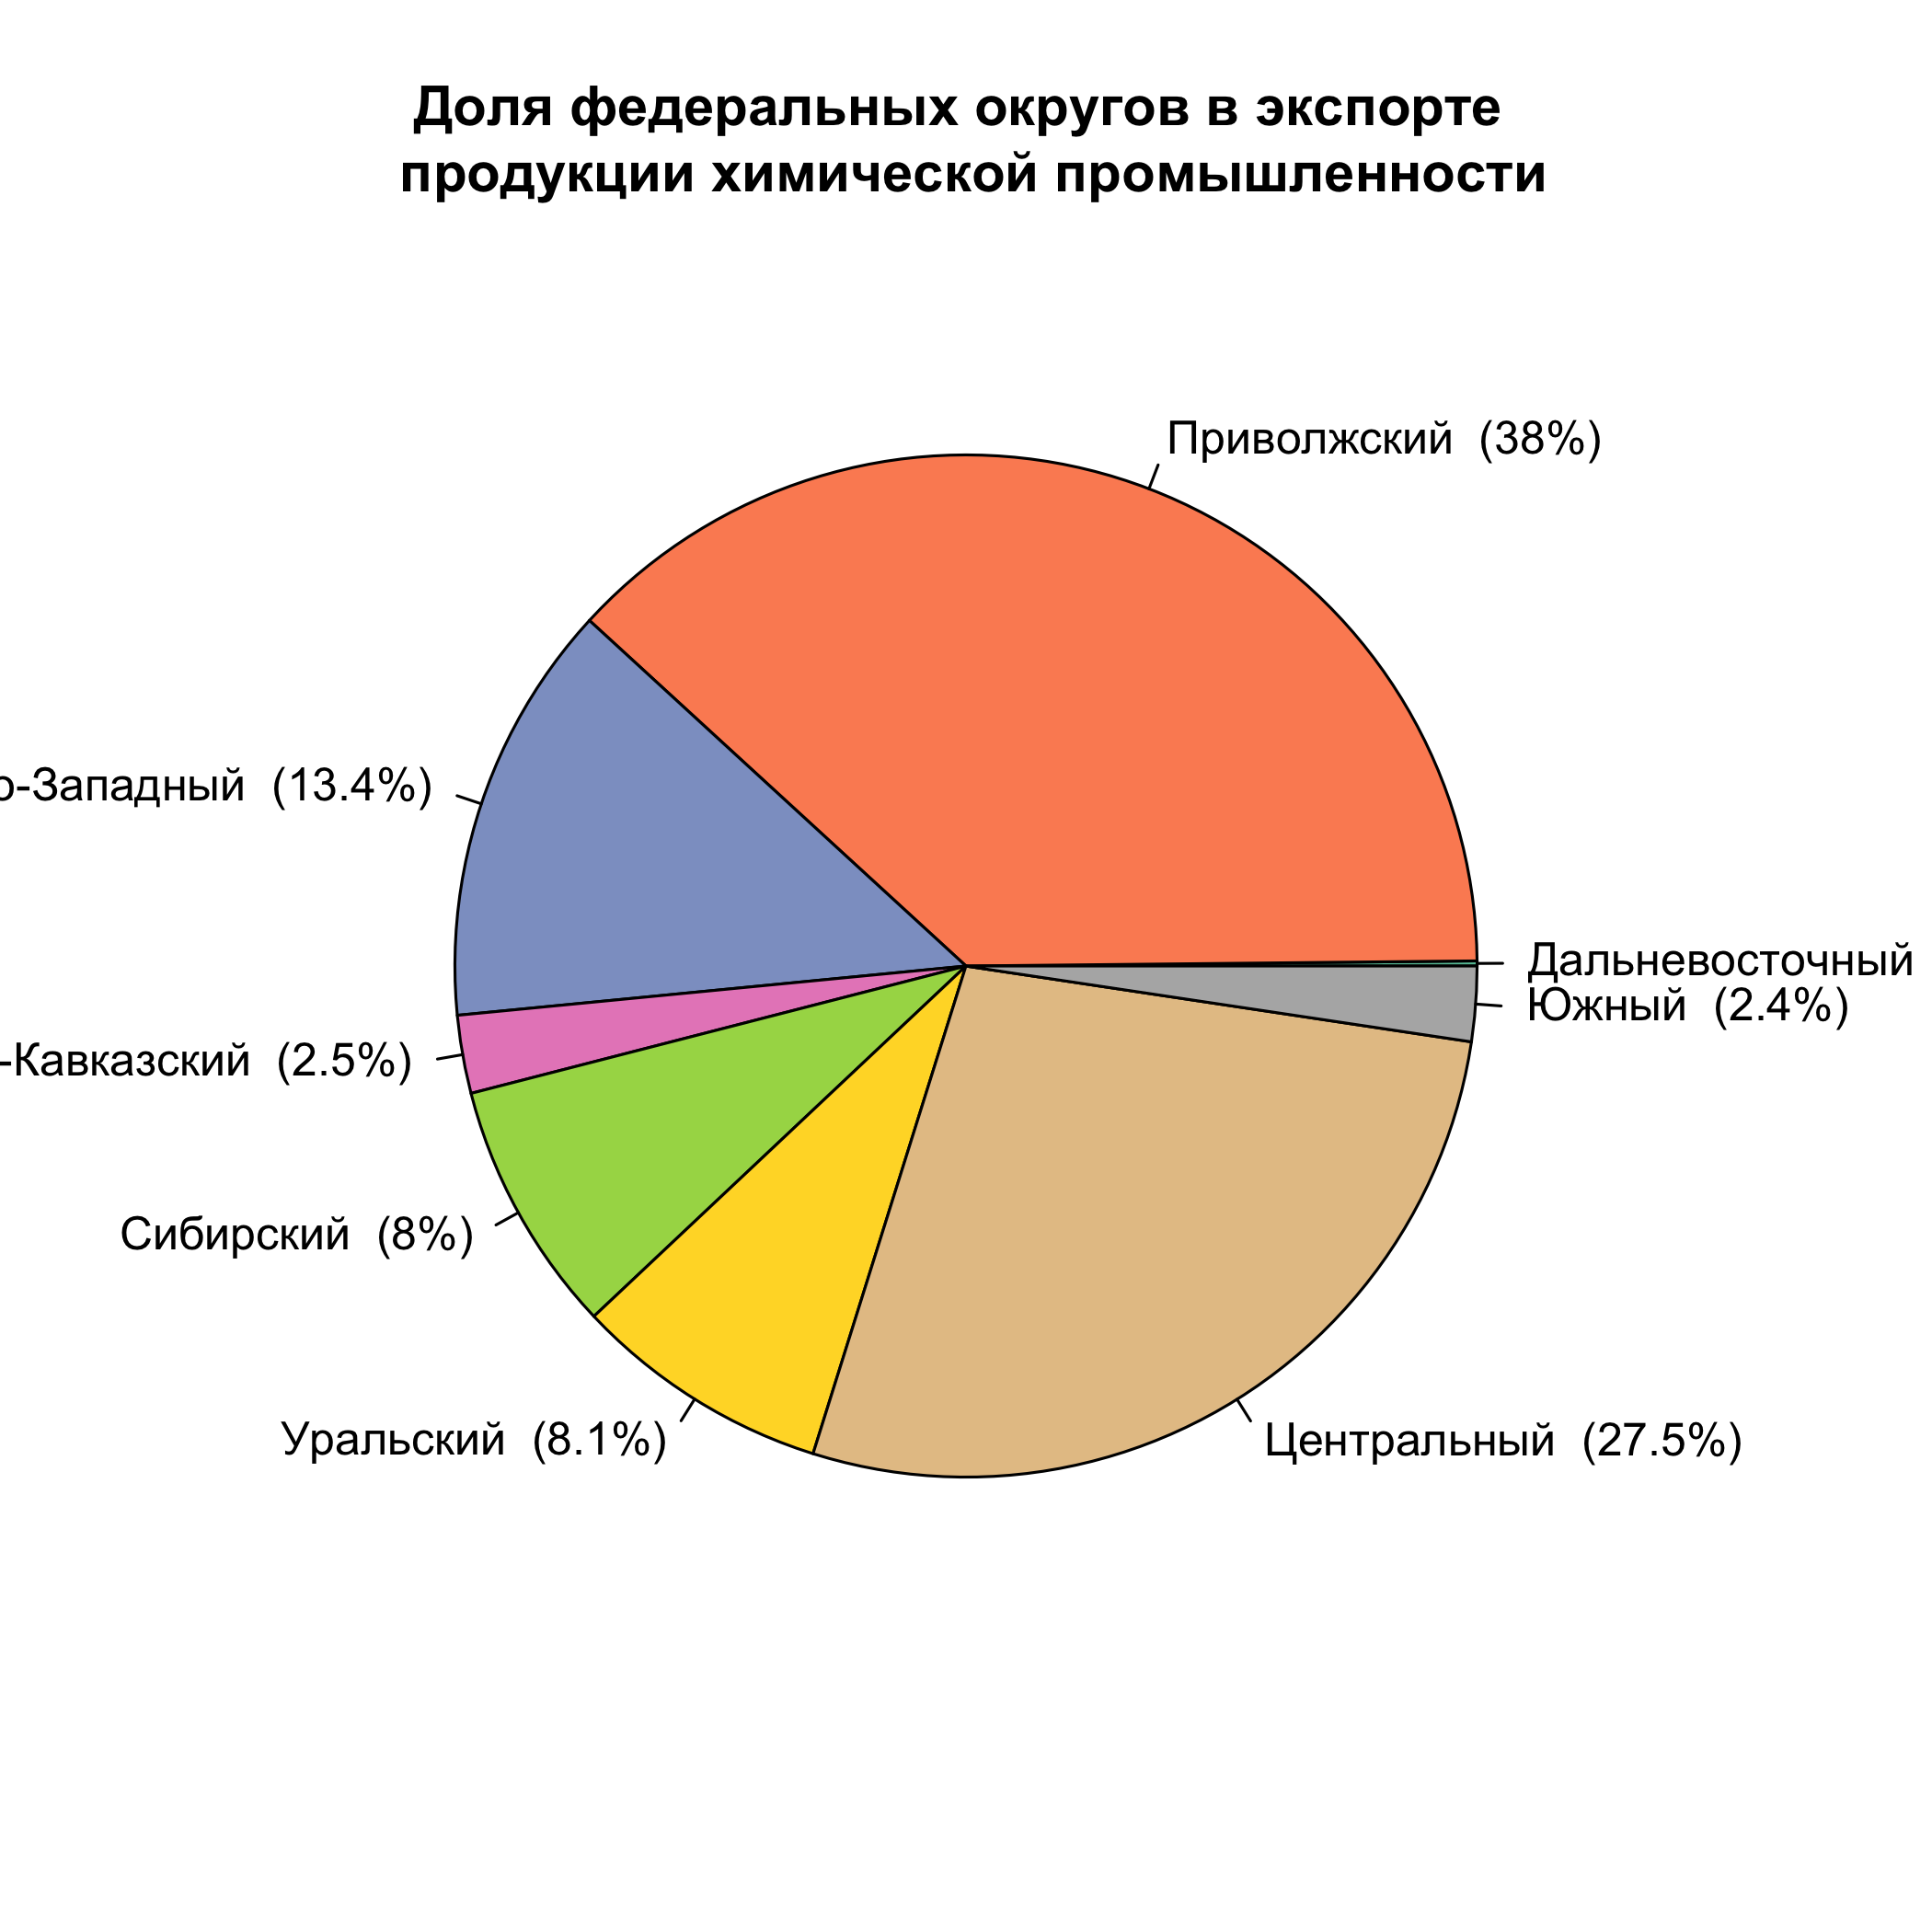 Доля федеральных округов в экспорте
продукции химической промышленности
Приволжский (38%)
о-Западный (13.4%)
Дальневосточный
Южный (2.4%)
-Кавказский (2.5%)
Сибирский (8%)
Уральский (8.1%)
Центральный (27.5%)